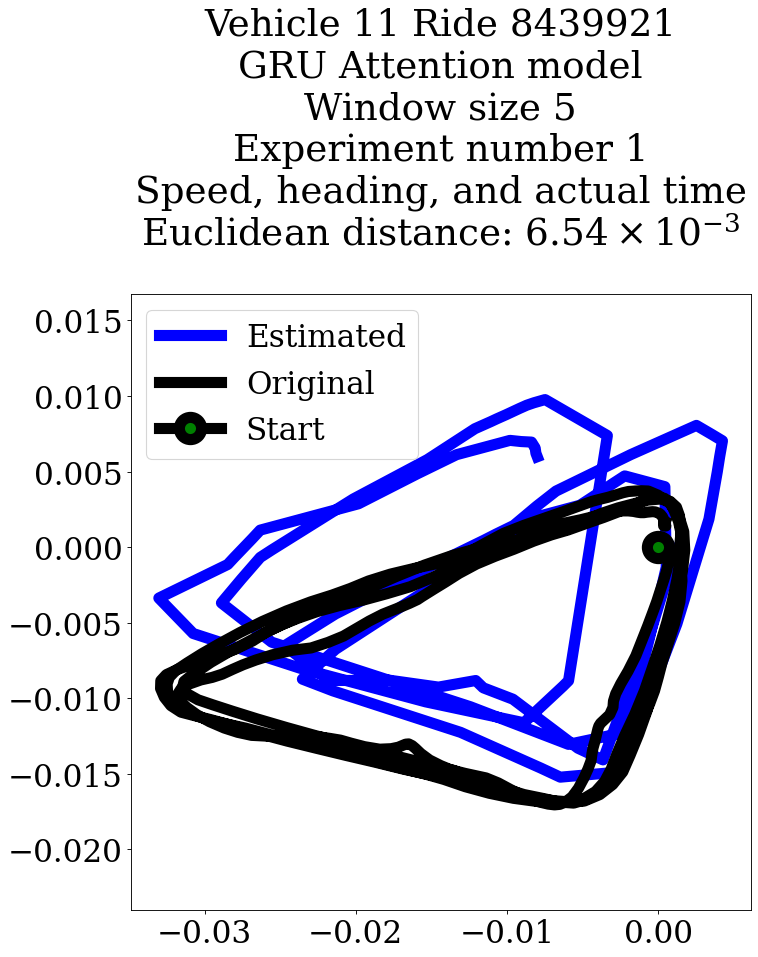 Vehicle 11 Ride 8439921
GRU Attention model
Window size 5
Experiment number 1
Speed, heading, and actual time
Euclidean distance: 6.54 × 10⁻³
Estimated
Original
Start
0.015
0.010
0.005
0.000
−0.005
−0.010
−0.015
−0.020
−0.03
−0.02
−0.01
0.00